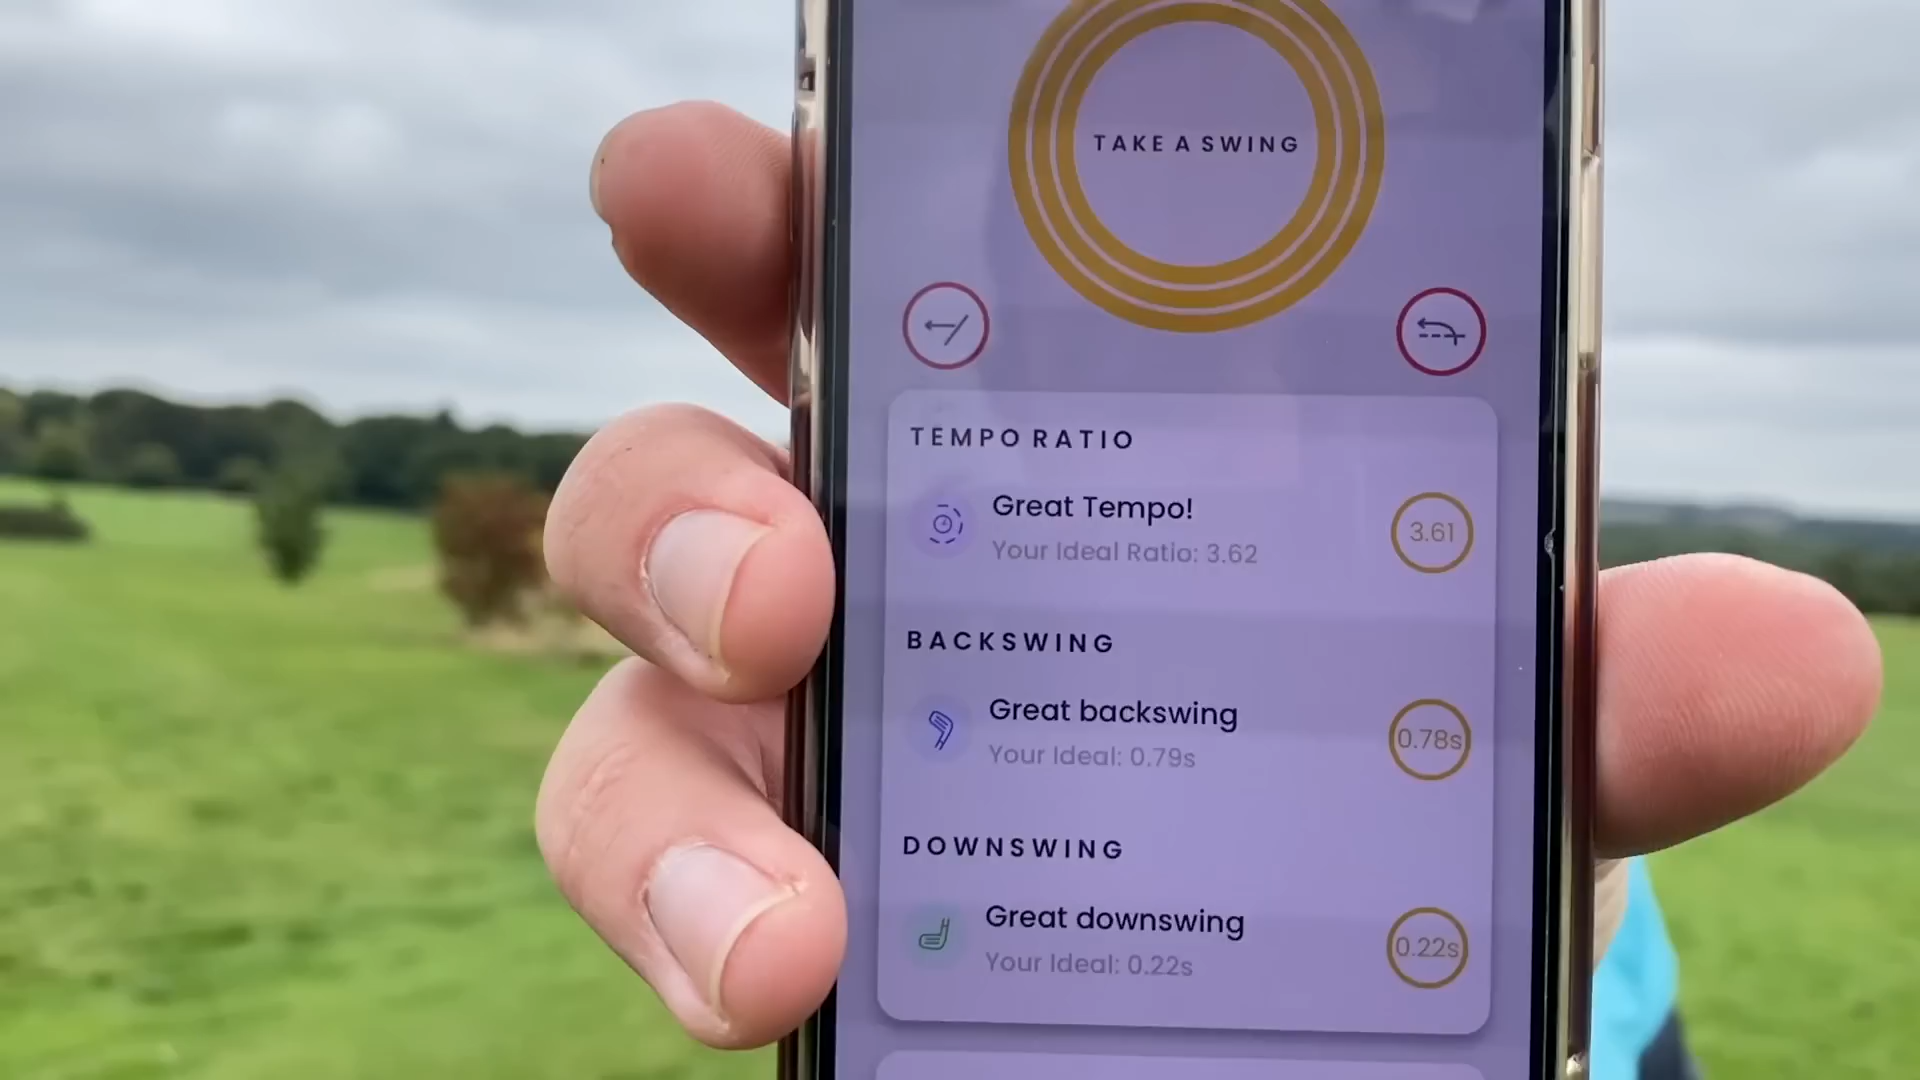 TAKE A SWING
TEMPO RATIO
Great Tempo!
Your Ideal Ratio: 3.62
3.61
BACKSWING
Great backswing
Your Ideal: 0.79s
0.78s
DOWNSWING
Great downswing
Your Ideal: 0.22s
0.22s